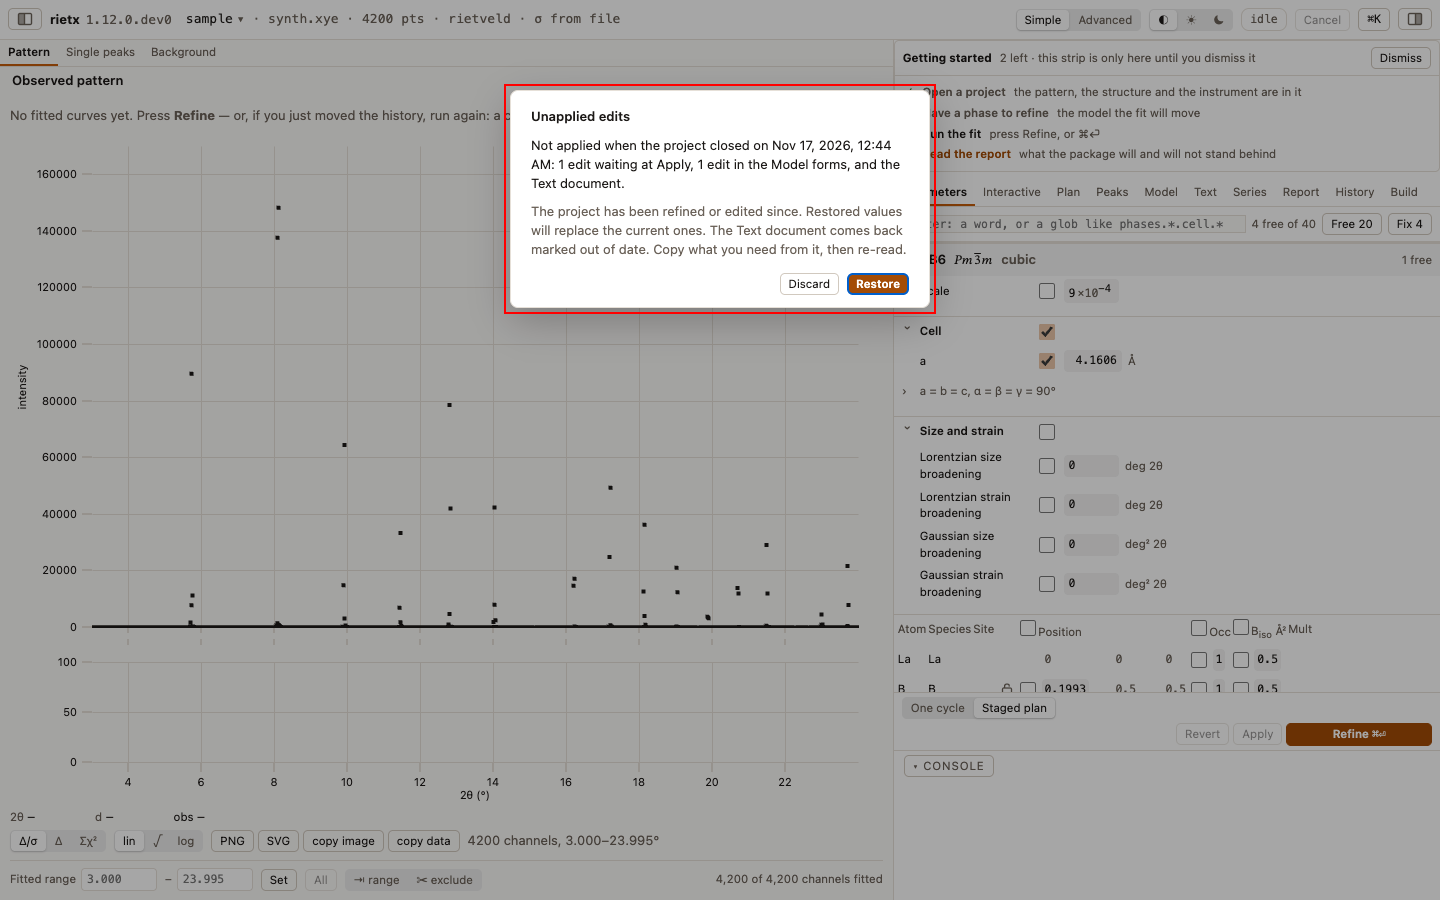 rietx 1.12.0.dev0 sample ▾ · synth.xye · 4200 pts · rietveld · σ from file
Simple Advanced idle Cancel ⌘K
Pattern Single peaks Background
Observed pattern
No fitted curves yet. Press Refine — or, if you just moved the history, run again: a c
Getting started 2 left · this strip is only here until you dismiss it Dismiss
pen a project the pattern, the structure and the instrument are in it
ave a phase to refine the model the fit will move
un the fit press Refine, or ⌘⏎
ead the report what the package will and will not stand behind
Unapplied edits
Not applied when the project closed on Nov 17, 2026, 12:44
AM: 1 edit waiting at Apply, 1 edit in the Model forms, and the
Text document.
The project has been refined or edited since. Restored values
will replace the current ones. The Text document comes back
marked out of date. Copy what you need from it, then re-read.
Discard Restore
meters Interactive Plan Peaks Model Text Series Report History Build
er: a word, or a glob like phases.*.cell.* 4 free of 40 Free 20 Fix 4
B6 Pm3̅m cubic 1 free
cale 9×10⁻⁴
Cell
a 4.1606 Å
› a = b = c, α = β = γ = 90°
Size and strain
Lorentzian size
broadening 0 deg 2θ
Lorentzian strain
broadening 0 deg 2θ
Gaussian size
broadening 0 deg² 2θ
Gaussian strain
broadening 0 deg² 2θ
Atom Species Site Position Occ Biso Å² Mult
La La 0 0 0 1 0.5
B B 0.1993 0.5 0.5 1 0.5
One cycle Staged plan
Revert Apply Refine ⌘⏎
▾ CONSOLE
intensity
160000
140000
120000
100000
80000
60000
40000
20000
0
100
50
0
4 6 8 10 12 14 16 18 20 22
2θ (°)
2θ — d — obs —
Δ/σ Δ Σχ² lin √ log PNG SVG copy image copy data 4200 channels, 3.000–23.995°
Fitted range 3.000 – 23.995 Set All ⇥ range ✂ exclude 4,200 of 4,200 channels fitted